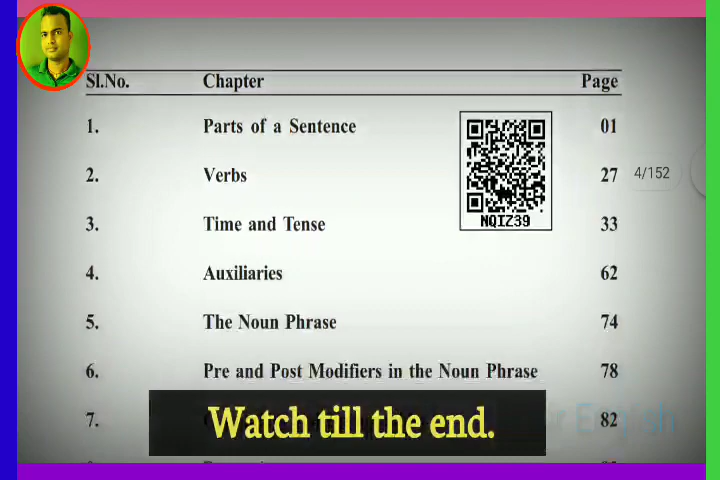 Sl.No. Chapter Page
1. Parts of a Sentence 01
2. Verbs 27
3. Time and Tense 33
4. Auxiliaries 62
5. The Noun Phrase 74
6. Pre and Post Modifiers in the Noun Phrase 78
7. 82
NQIZ39
4/152
English
Watch till the end.